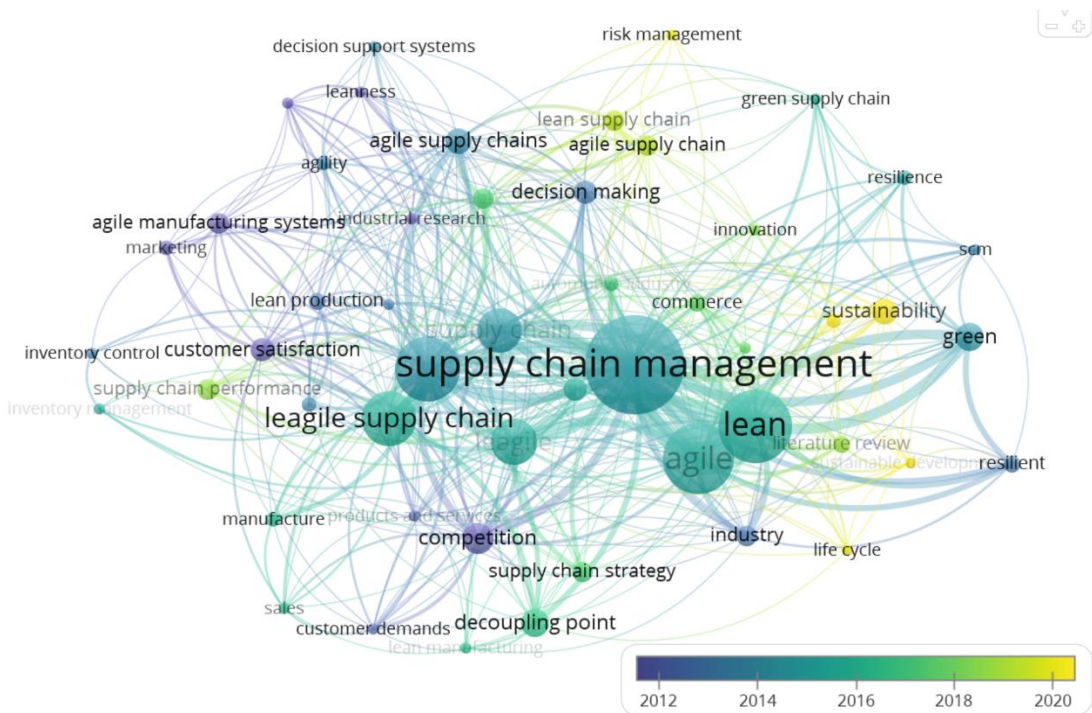 risk management
decision support systems
leanness
green supply chain
lean supply chain
agile supply chains
agile supply chain
agility
resilience
decision making
industrial research
agile manufacturing systems
innovation
marketing
scm
automotive industry
lean production
commerce
sustainability
supply chain
green
customer satisfaction
inventory control
supply chain management
supply chain performance
inventory management
leagile supply chain
lean
leagile
literature review
agile
sustainable develop
resilient
manufacture
products and services
competition
industry
life cycle
supply chain strategy
sales
decoupling point
customer demands
lean manufacturing
2012
2014
2016
2018
2020